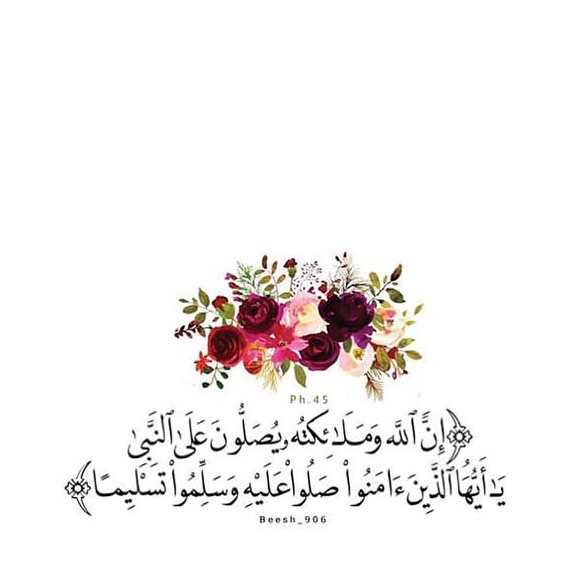 Ph.45
﴿إِنَّ ٱللَّهَ وَمَلَـٰٓئِكَتَهُۥ يُصَلُّونَ عَلَى ٱلنَّبِىِّ
يَـٰٓأَيُّهَا ٱلَّذِينَ ءَامَنُوا۟ صَلُّوا۟ عَلَيْهِ وَسَلِّمُوا۟ تَسْلِيمًا﴾
Beesh_906